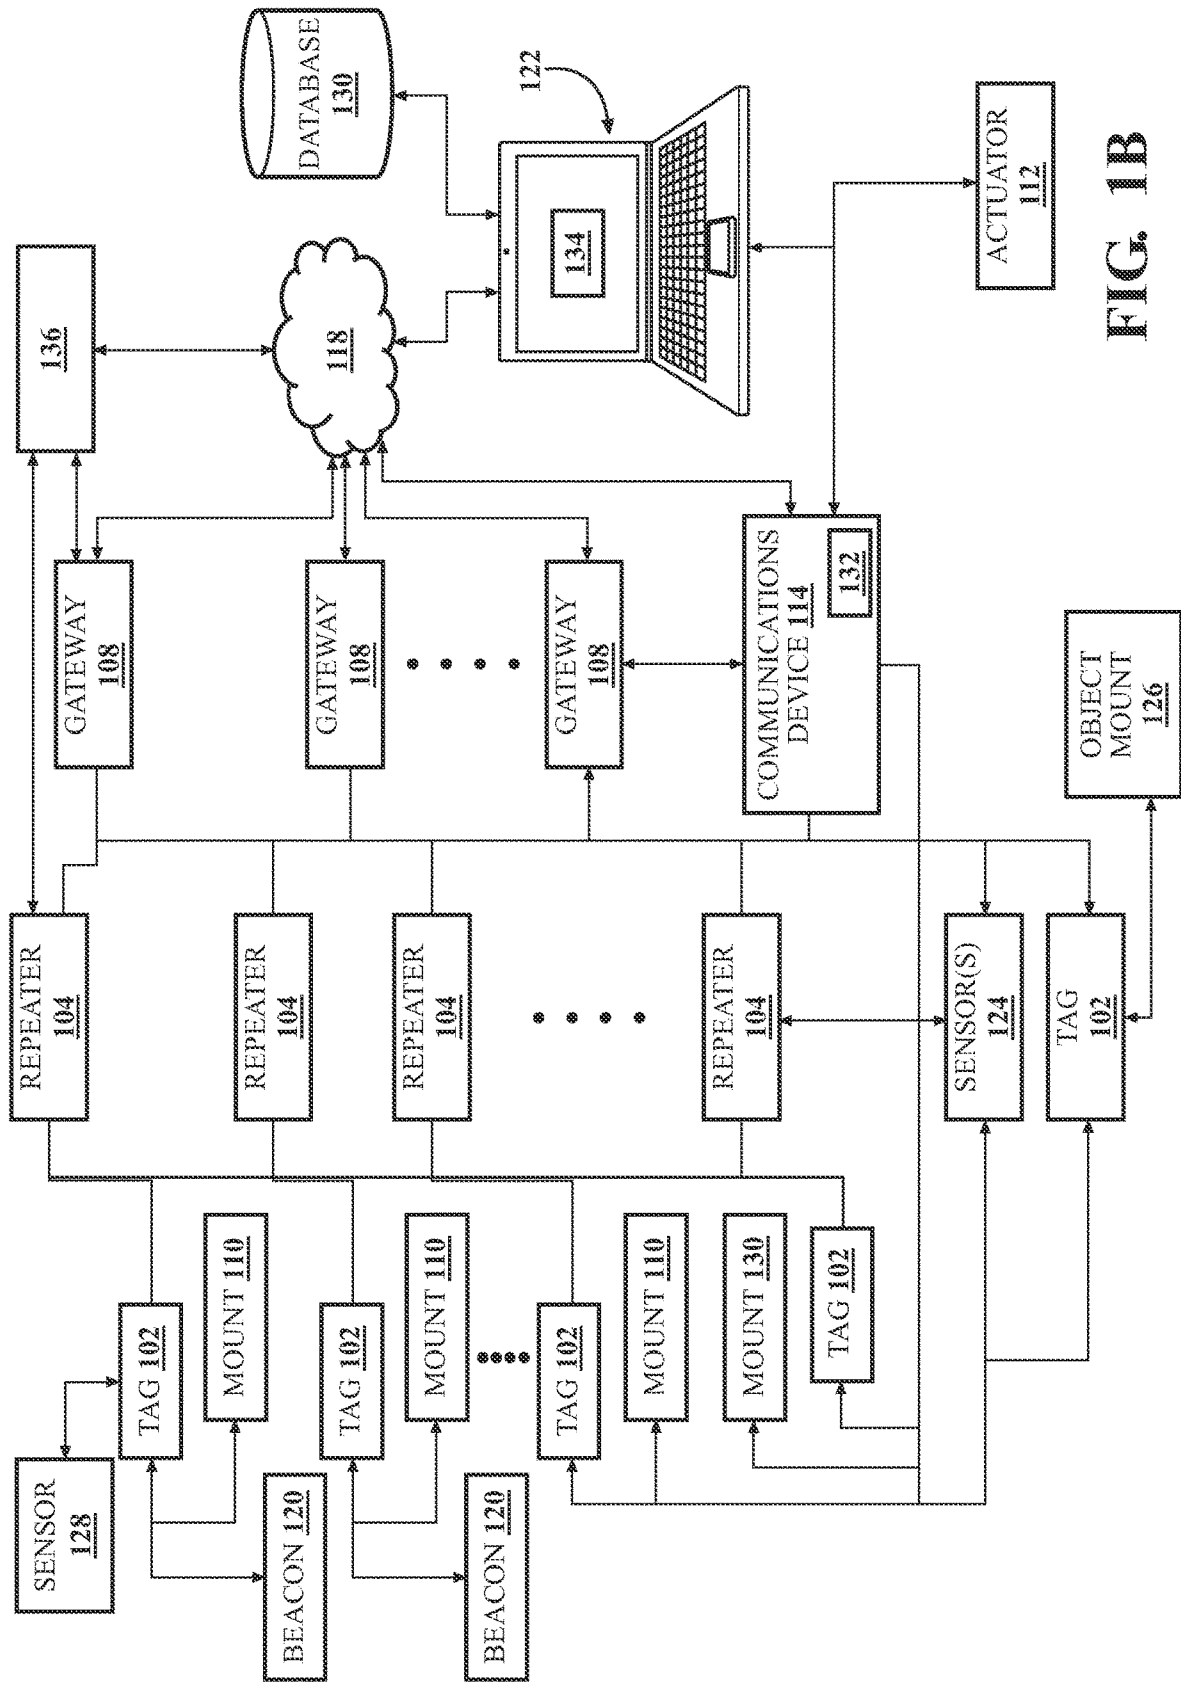 SENSOR
128
BEACON 120
BEACON 120
TAG 102
MOUNT 110
TAG 102
MOUNT 110
TAG 102
MOUNT 110
MOUNT 130
TAG 102
REPEATER
104
REPEATER
104
REPEATER
104
REPEATER
104
SENSOR(S)
124
TAG
102
GATEWAY
108
GATEWAY
108
GATEWAY
108
COMMUNICATIONS
DEVICE 114
132
OBJECT
MOUNT
126
136
118
DATABASE
130
134
122
ACTUATOR
112
FIG. 1B